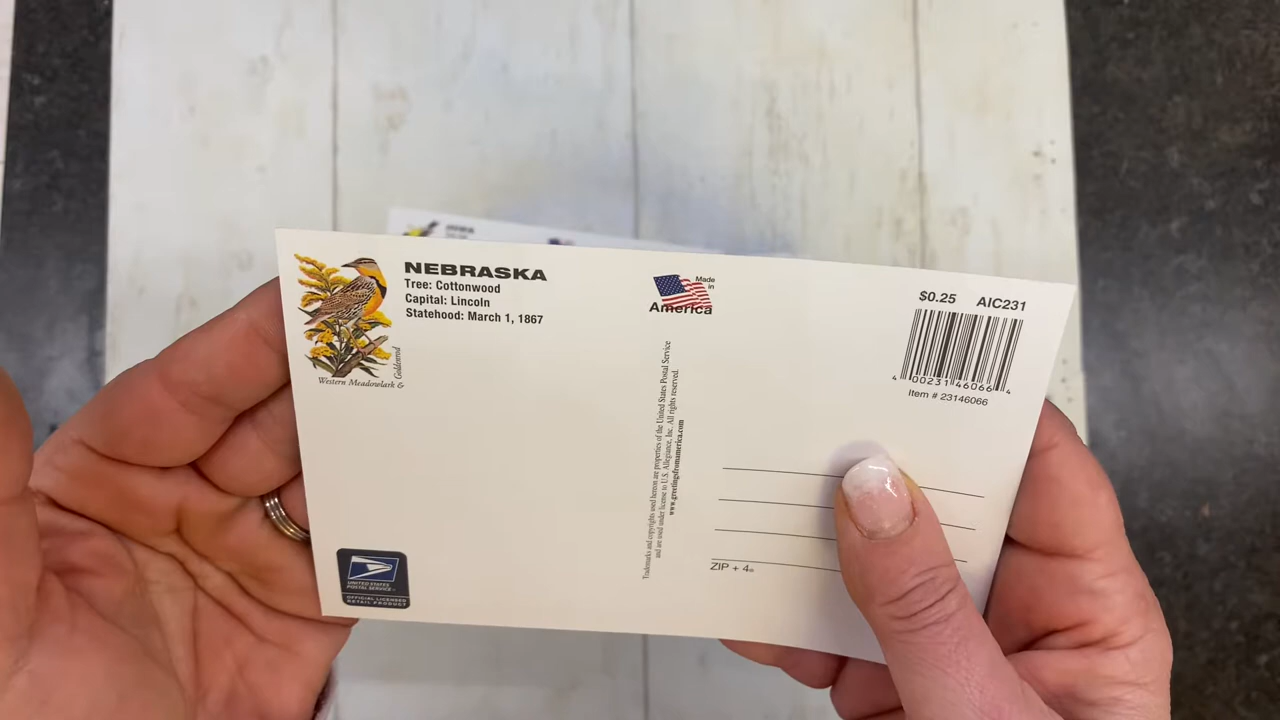 NEBRASKA
Tree: Cottonwood
Capital: Lincoln
Statehood: March 1, 1867
Western Meadowlark &
Goldenrod
Made
in
America
$0.25 AIC231
4 00231 46066 4
Item # 23146066
Trademarks and copyrights used hereon are properties of the United States Postal Service
and are used under license to U.S. Allegiance, Inc. All rights reserved.
www.greetingsfromamerica.com
ZIP + 4®
UNITED STATES
POSTAL SERVICE
OFFICIAL LICENSED
RETAIL PRODUCT